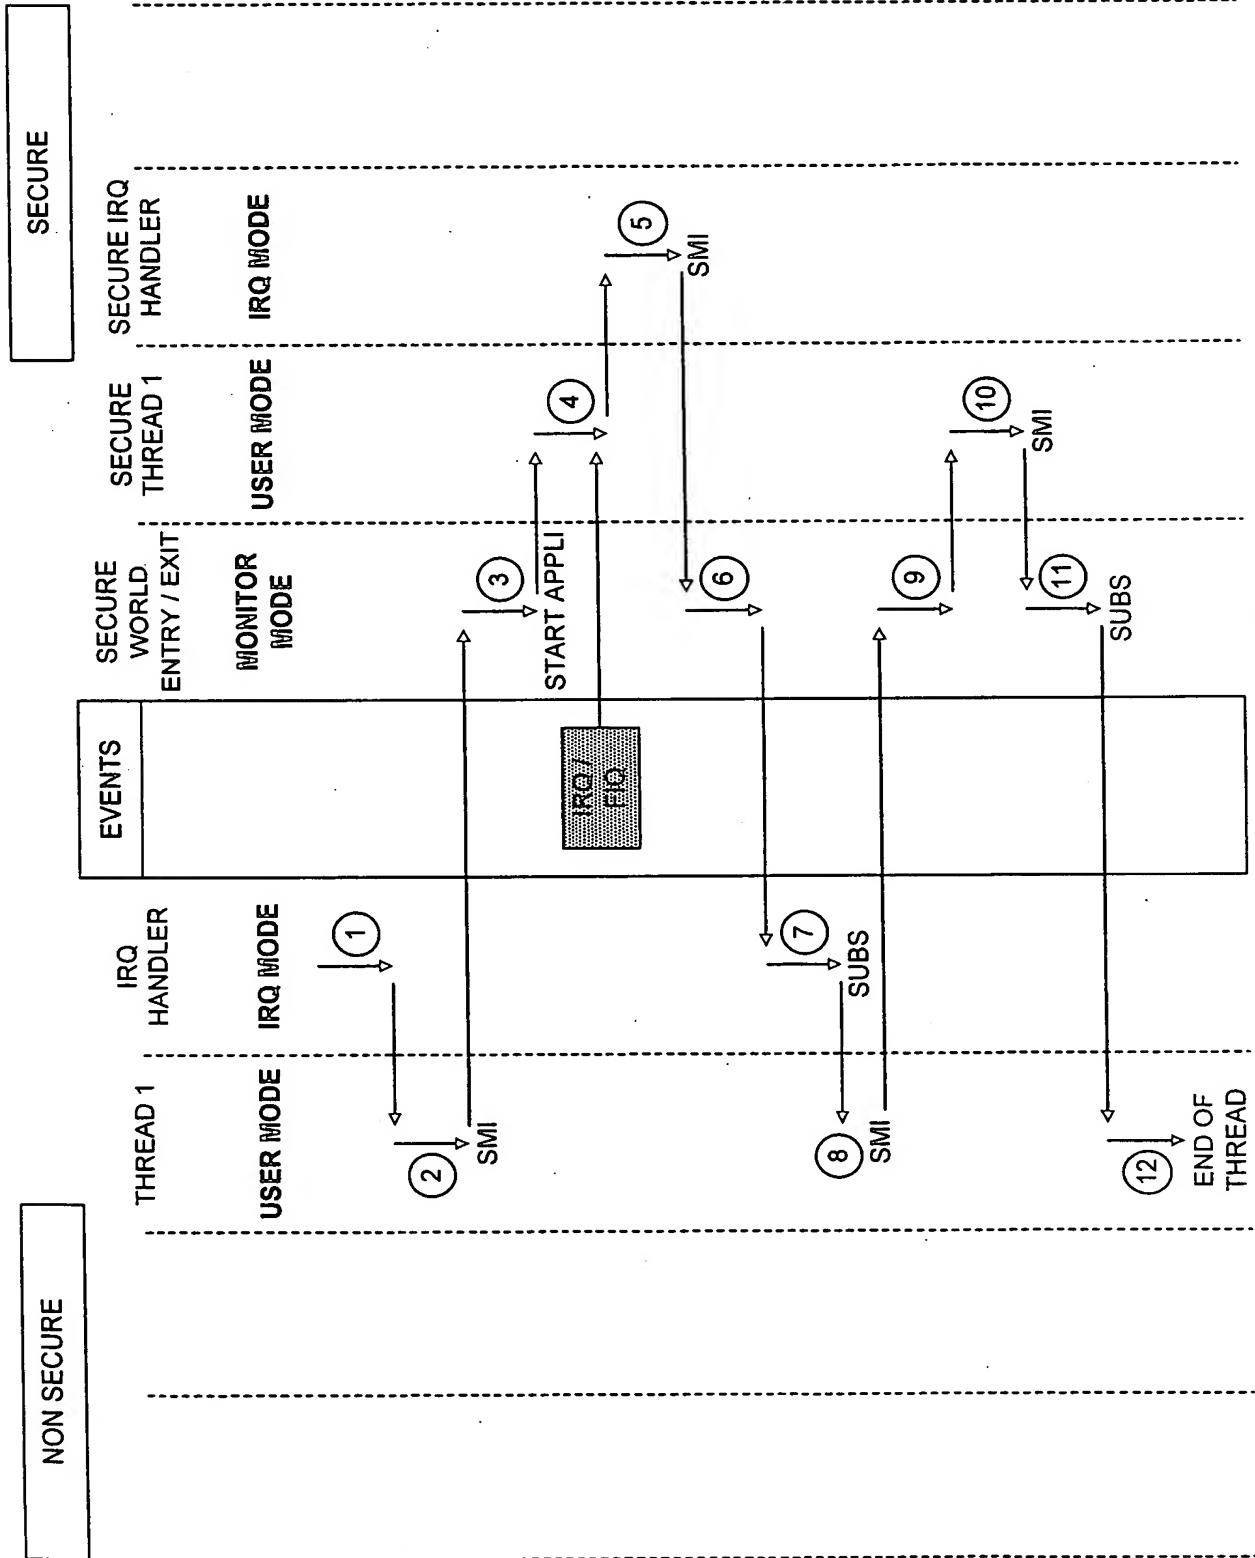 NON SECURE
SECURE
THREAD 1
USER MODE
IRQ
HANDLER
IRQ MODE
EVENTS
SECURE
WORLD
ENTRY / EXIT
MONITOR
MODE
SECURE
THREAD 1
USER MODE
SECURE IRQ
HANDLER
IRQ MODE
1
2
SMI
3
START APPLI
4
IRQ /
FIQ
5
SMI
6
7
SUBS
8
SMI
9
10
SMI
11
SUBS
12
END OF
THREAD